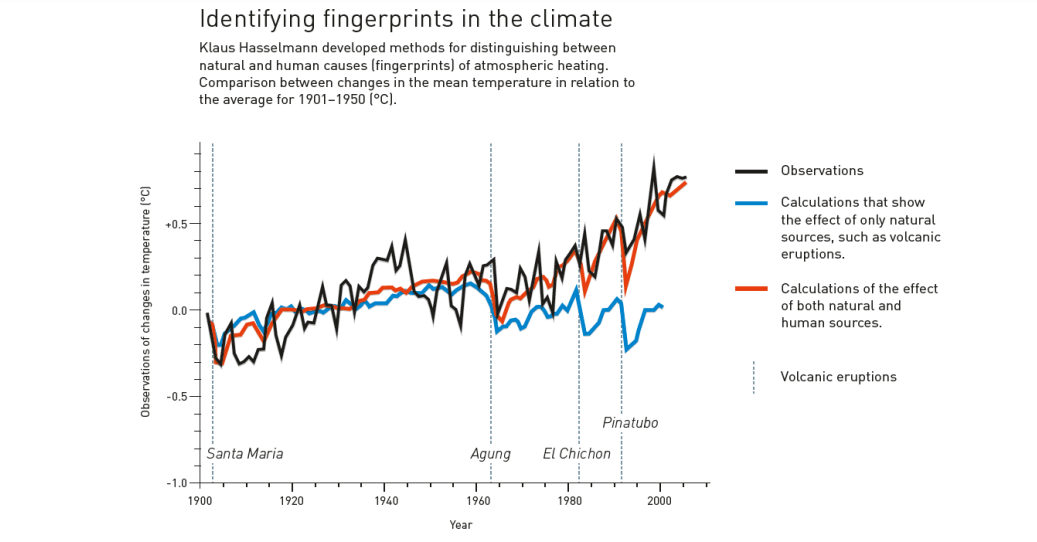 Identifying fingerprints in the climate
Klaus Hasselmann developed methods for distinguishing between
natural and human causes (fingerprints) of atmospheric heating.
Comparison between changes in the mean temperature in relation to
the average for 1901–1950 (°C).
Observations of changes in temperature (°C)
+0.5
0.0
-0.5
-1.0
Santa Maria
Agung
El Chichon
Pinatubo
1900
1920
1940
1960
1980
2000
Year
Observations
Calculations that show
the effect of only natural
sources, such as volcanic
eruptions.
Calculations of the effect
of both natural and
human sources.
Volcanic eruptions